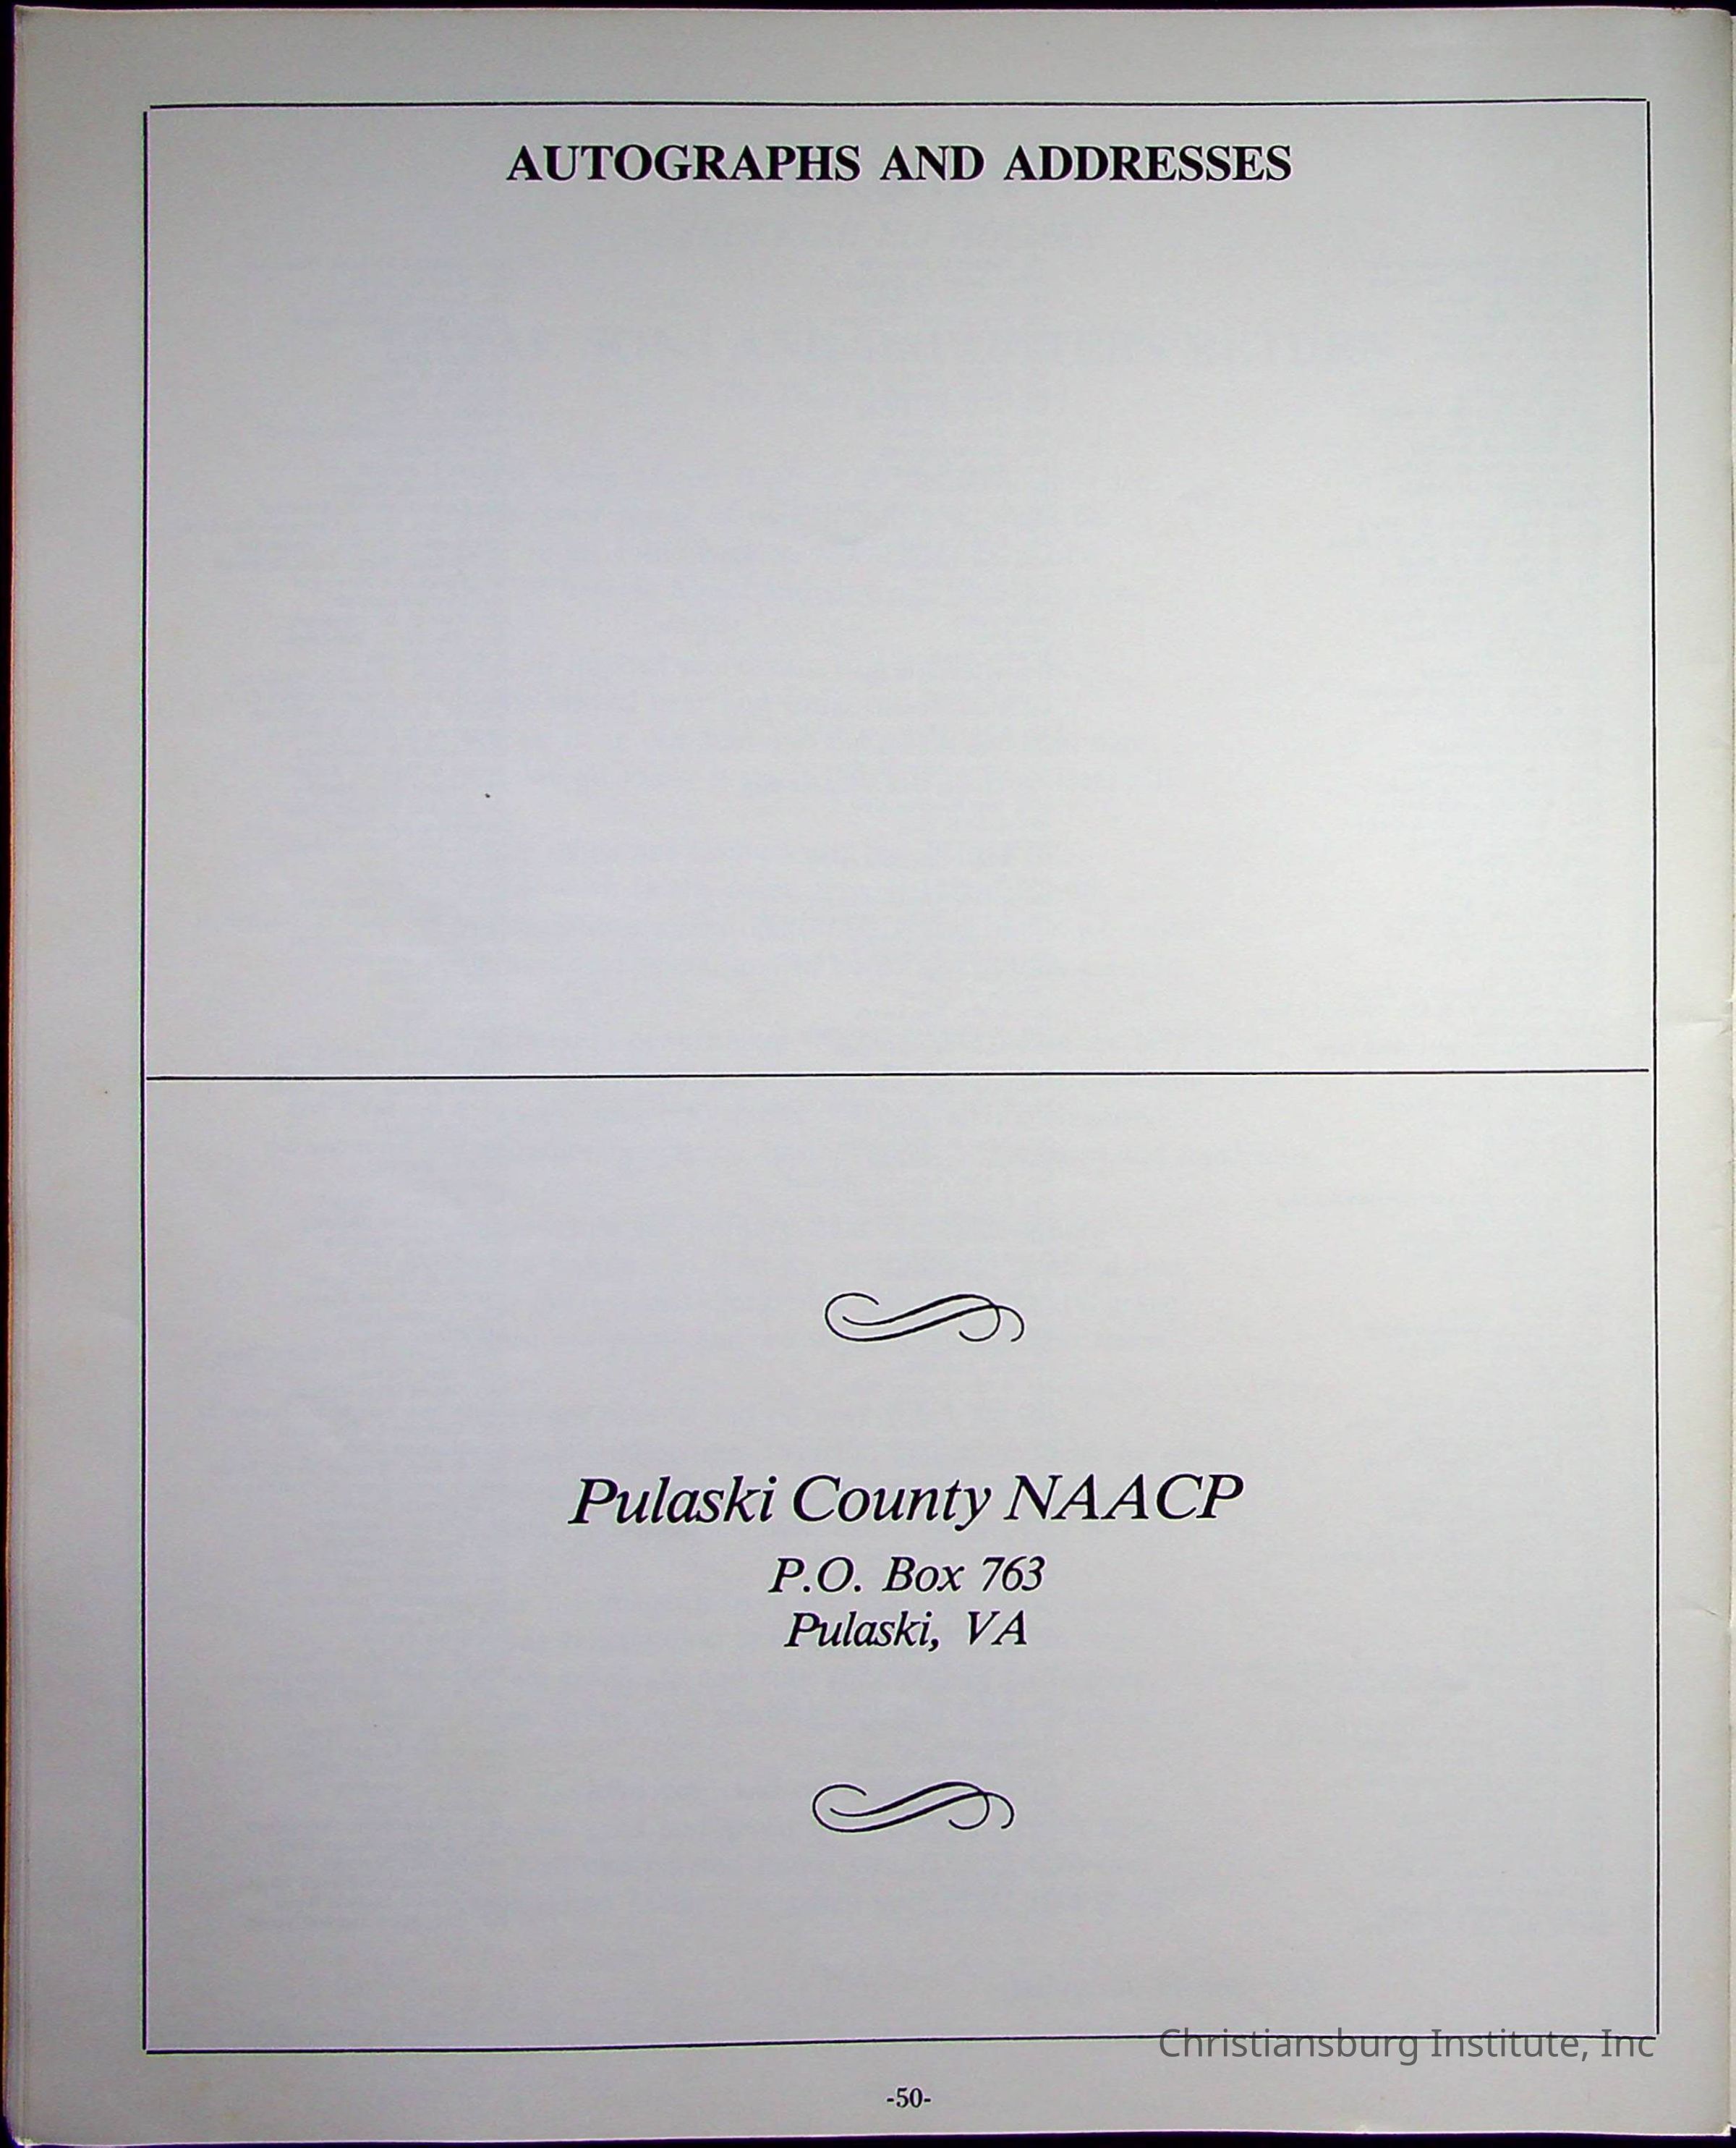 AUTOGRAPHS AND ADDRESSES
Pulaski County NAACP
P.O. Box 763
Pulaski, VA
Christiansburg Institute, Inc
-50-